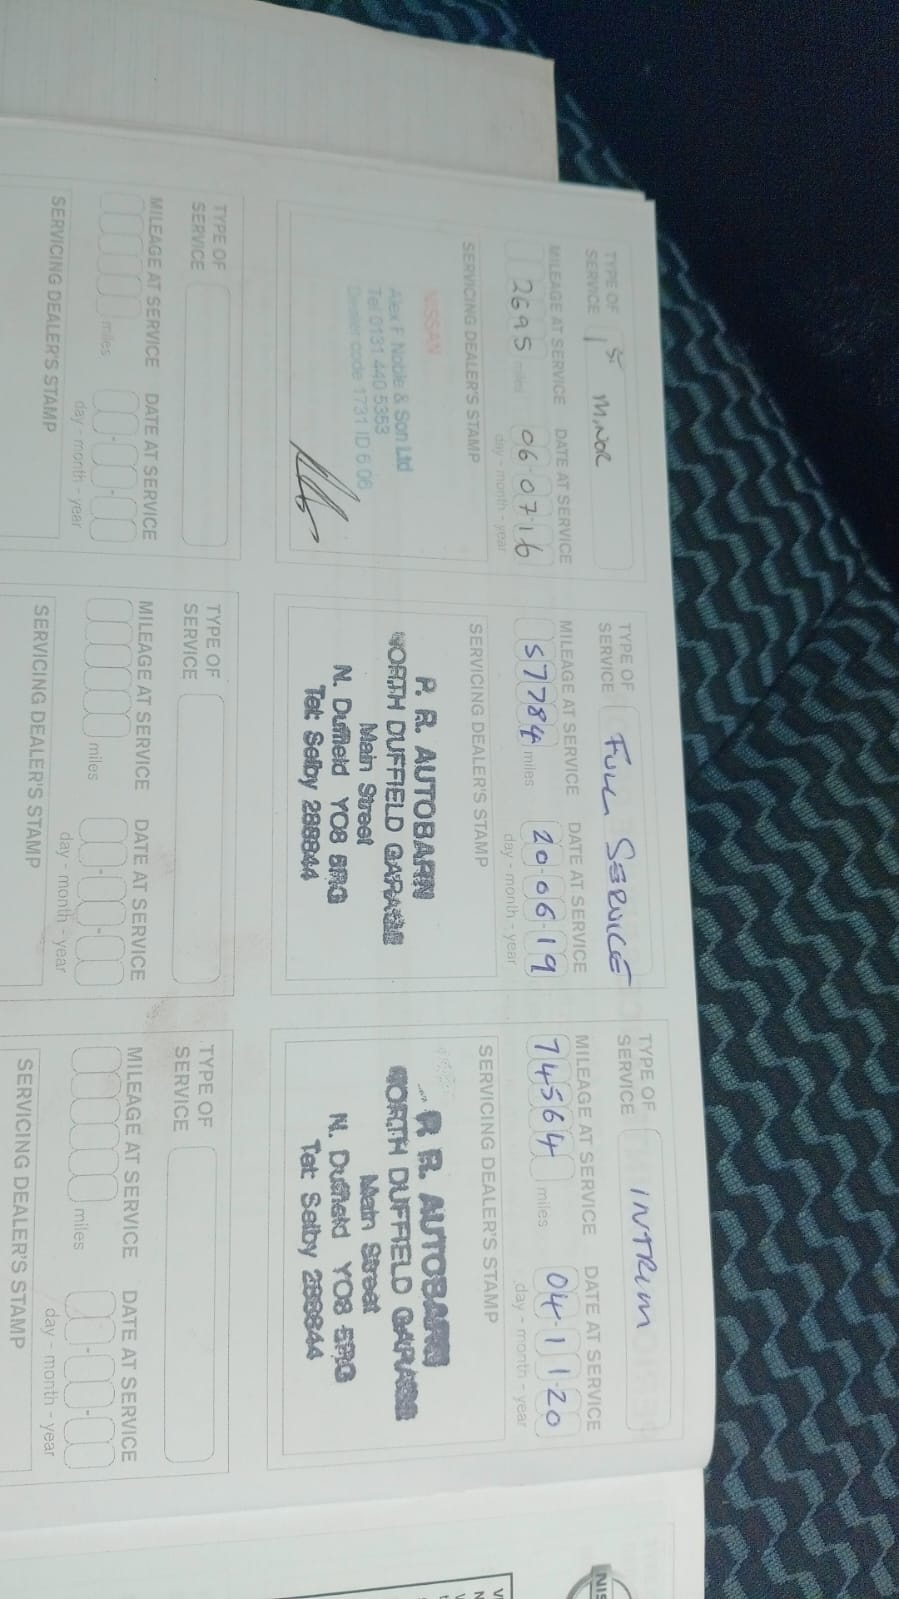 TYPE OF
SERVICE
1st MINOR
MILEAGE AT SERVICE DATE AT SERVICE
2695 miles 06·07·16
day - month - year
SERVICING DEALER'S STAMP
NISSAN
Alex F Noble & Son Ltd
Tel 0131 440 5353
Dealer code 1731 ID 6 06
TYPE OF
SERVICE
FULL SERVICE
MILEAGE AT SERVICE DATE AT SERVICE
57784 miles 20·06·19
day - month - year
SERVICING DEALER'S STAMP
P. R. AUTOBARN
NORTH DUFFIELD GARAGE
Main Street
N. Duffield YO8 5RG
Tel: Selby 288844
TYPE OF
SERVICE
INTRIM
MILEAGE AT SERVICE DATE AT SERVICE
74564 miles 04·11·20
day - month - year
SERVICING DEALER'S STAMP
P. R. AUTOBARN
NORTH DUFFIELD GARAGE
Main Street
N. Duffield YO8 5RG
Tel: Selby 288844
TYPE OF
SERVICE
MILEAGE AT SERVICE DATE AT SERVICE
miles
day - month - year
SERVICING DEALER'S STAMP
TYPE OF
SERVICE
MILEAGE AT SERVICE DATE AT SERVICE
miles
day - month - year
SERVICING DEALER'S STAMP
TYPE OF
SERVICE
MILEAGE AT SERVICE DATE AT SERVICE
miles
day - month - year
SERVICING DEALER'S STAMP
NIS